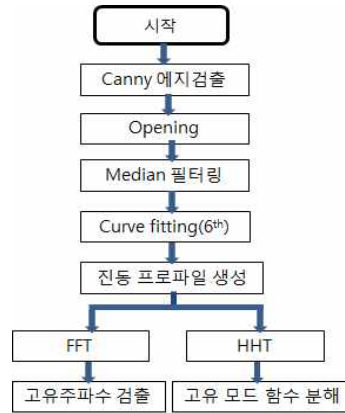 시작
Canny 에지검출
Opening
Median 필터링
Curve fitting(6th)
진동 프로파일 생성
FFT
HHT
고유주파수 검출
고유 모드 함수 분해